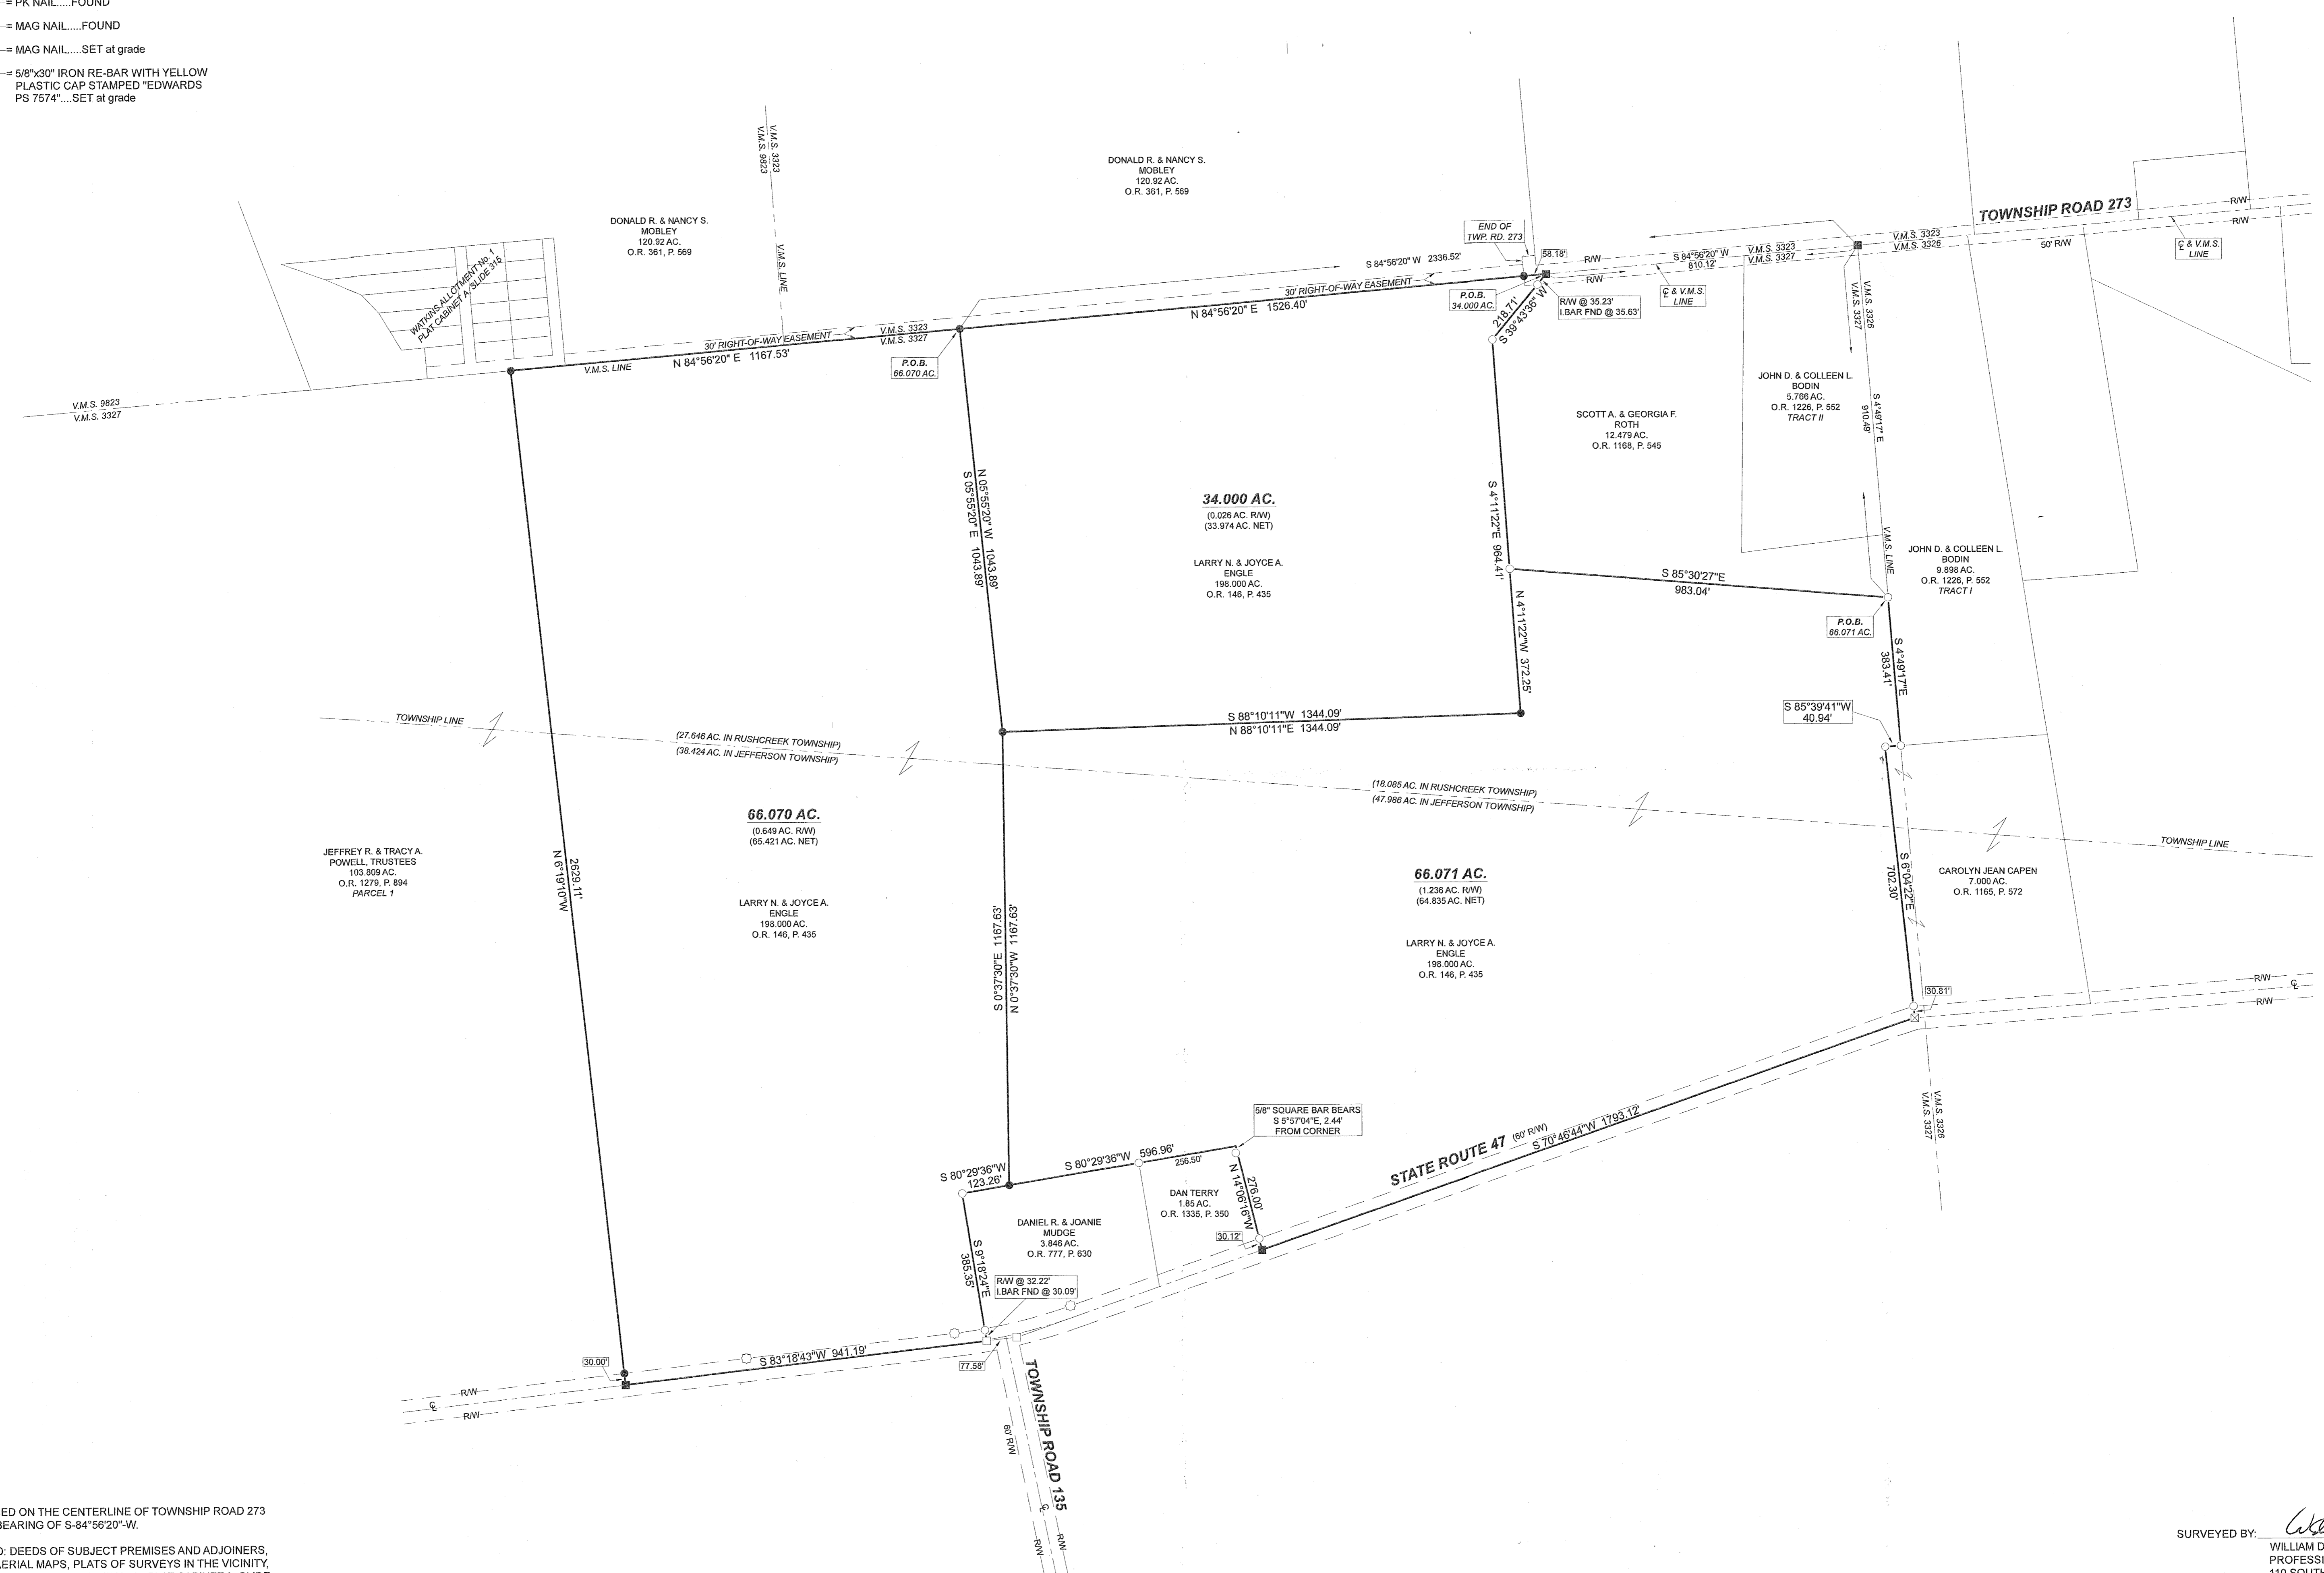 = PK NAIL.....FOUND
= MAG NAIL.....FOUND
= MAG NAIL.....SET at grade
= 5/8"x30" IRON RE-BAR WITH YELLOW
PLASTIC CAP STAMPED "EDWARDS
PS 7574"....SET at grade
V.M.S. 3323
V.M.S. 9823
V.M.S. LINE
DONALD R. & NANCY S.
MOBLEY
120.92 AC.
O.R. 361, P. 569
DONALD R. & NANCY S.
MOBLEY
120.92 AC.
O.R. 361, P. 569
WATKINS ALLOTMENT No. 1
PLAT CABINET A, SLIDE 315
END OF
TWP. RD. 273
58.18'
TOWNSHIP ROAD 273
R/W
R/W
50' R/W
℄ & V.M.S.
LINE
V.M.S. 3323
V.M.S. 3326
S 84°56'20" W 2336.52'
R/W
R/W
S 84°56'20" W
810.12'
V.M.S. 3323
V.M.S. 3327
℄ & V.M.S.
LINE
P.O.B.
34.000 AC.
R/W @ 35.23'
I.BAR FND @ 35.63'
218.71'
S 39°43'36" W
30' RIGHT-OF-WAY EASEMENT
N 84°56'20" E 1526.40'
30' RIGHT-OF-WAY EASEMENT
V.M.S. 3323
V.M.S. 3327
V.M.S. LINE
N 84°56'20" E 1167.53'
P.O.B.
66.070 AC.
V.M.S. 9823
V.M.S. 3327
V.M.S. 3326
V.M.S. 3327
S 4°49'17" E
910.49'
V.M.S. LINE
JOHN D. & COLLEEN L.
BODIN
5.766 AC.
O.R. 1226, P. 552
TRACT II
SCOTT A. & GEORGIA F.
ROTH
12.479 AC.
O.R. 1168, P. 545
JOHN D. & COLLEEN L.
BODIN
9.898 AC.
O.R. 1226, P. 552
TRACT I
34.000 AC.
(0.026 AC. R/W)
(33.974 AC. NET)
LARRY N. & JOYCE A.
ENGLE
198.000 AC.
O.R. 146, P. 435
N 05°55'20" W 1043.89'
S 05°55'20" E 1043.89'
S 4°11'22"E 964.41'
S 85°30'27"E
983.04'
N 4°11'22"W 372.25'
P.O.B.
66.071 AC.
S 4°49'17"E
383.41'
S 85°39'41"W
40.94'
S 88°10'11"W 1344.09'
N 88°10'11"E 1344.09'
TOWNSHIP LINE
(27.646 AC. IN RUSHCREEK TOWNSHIP)
(38.424 AC. IN JEFFERSON TOWNSHIP)
(18.085 AC. IN RUSHCREEK TOWNSHIP)
(47.986 AC. IN JEFFERSON TOWNSHIP)
TOWNSHIP LINE
66.070 AC.
(0.649 AC. R/W)
(65.421 AC. NET)
LARRY N. & JOYCE A.
ENGLE
198.000 AC.
O.R. 146, P. 435
JEFFREY R. & TRACY A.
POWELL, TRUSTEES
103.809 AC.
O.R. 1279, P. 894
PARCEL 1
2629.11'
N 6°19'10"W
66.071 AC.
(1.236 AC. R/W)
(64.835 AC. NET)
LARRY N. & JOYCE A.
ENGLE
198.000 AC.
O.R. 146, P. 435
S 6°04'22"E
702.30'
CAROLYN JEAN CAPEN
7.000 AC.
O.R. 1165, P. 572
S 0°37'30"E 1167.63'
N 0°37'30"W 1167.63'
30.81'
R/W
℄
R/W
V.M.S. 3326
V.M.S. 3327
5/8" SQUARE BAR BEARS
S 5°57'04"E, 2.44'
FROM CORNER
S 80°29'36"W 596.96'
256.50'
S 80°29'36"W
123.26'
STATE ROUTE 47 (60' R/W)
S 70°46'44"W 1793.12'
DAN TERRY
1.85 AC.
O.R. 1335, P. 350
276.00'
N 14°06'16"W
30.12'
DANIEL R. & JOANIE
MUDGE
3.846 AC.
O.R. 777, P. 630
S 9°18'24"E
385.35'
R/W @ 32.22'
I.BAR FND @ 30.09'
30.00'
S 83°18'43"W 941.19'
77.58'
R/W
℄
R/W
TOWNSHIP ROAD 135
60' R/W
℄
R/W
R/W
ED ON THE CENTERLINE OF TOWNSHIP ROAD 273
BEARING OF S-84°56'20"-W.
D: DEEDS OF SUBJECT PREMISES AND ADJOINERS,
AERIAL MAPS, PLATS OF SURVEYS IN THE VICINITY,
SURVEYED BY:
WILLIAM D
PROFESSI